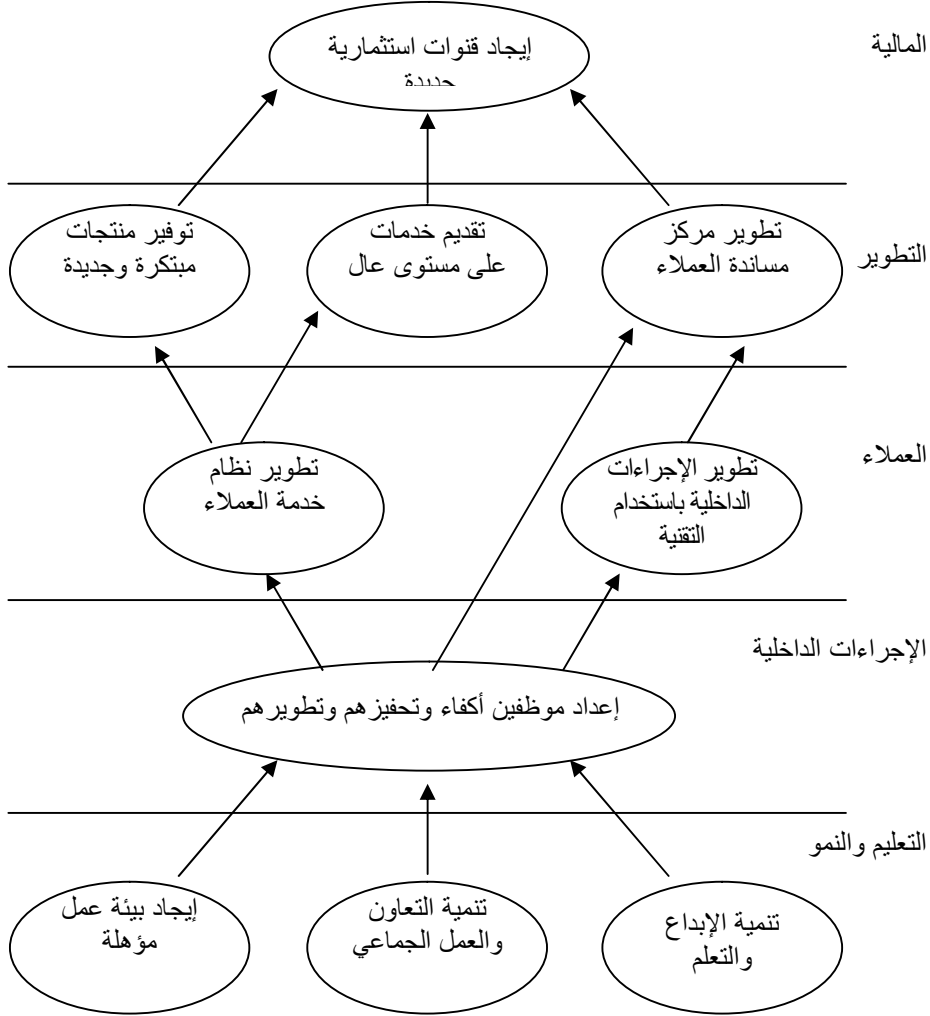 المالية
إيجاد قنوات استثمارية
جديدة
التطوير
تطوير مركز
مساندة العملاء
تقديم خدمات
على مستوى عال
توفير منتجات
مبتكرة وجديدة
العملاء
تطوير الإجراءات
الداخلية باستخدام
التقنية
تطوير نظام
خدمة العملاء
الإجراءات الداخلية
إعداد موظفين أكفاء وتحفيزهم وتطويرهم
التعليم والنمو
تنمية الإبداع
والتعلم
تنمية التعاون
والعمل الجماعي
إيجاد بيئة عمل
مؤهلة